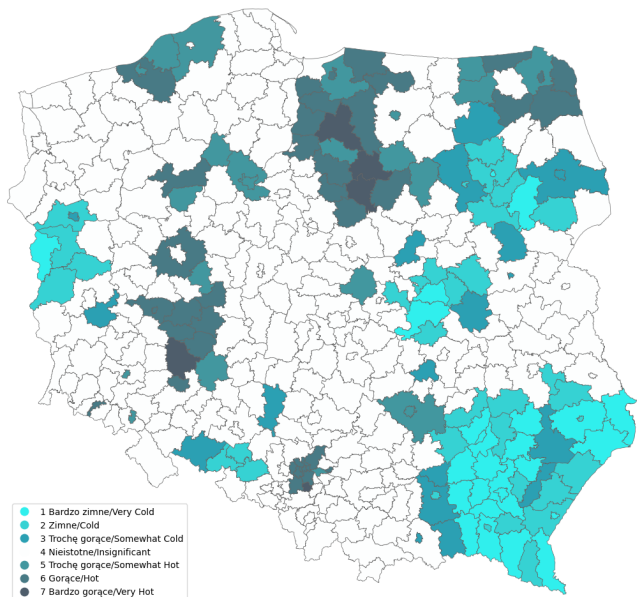 1 Bardzo zimne/Very Cold
2 Zimne/Cold
3 Trochę gorące/Somewhat Cold
4 Nieistotne/Insignificant
5 Trochę gorące/Somewhat Hot
6 Gorące/Hot
7 Bardzo gorące/Very Hot